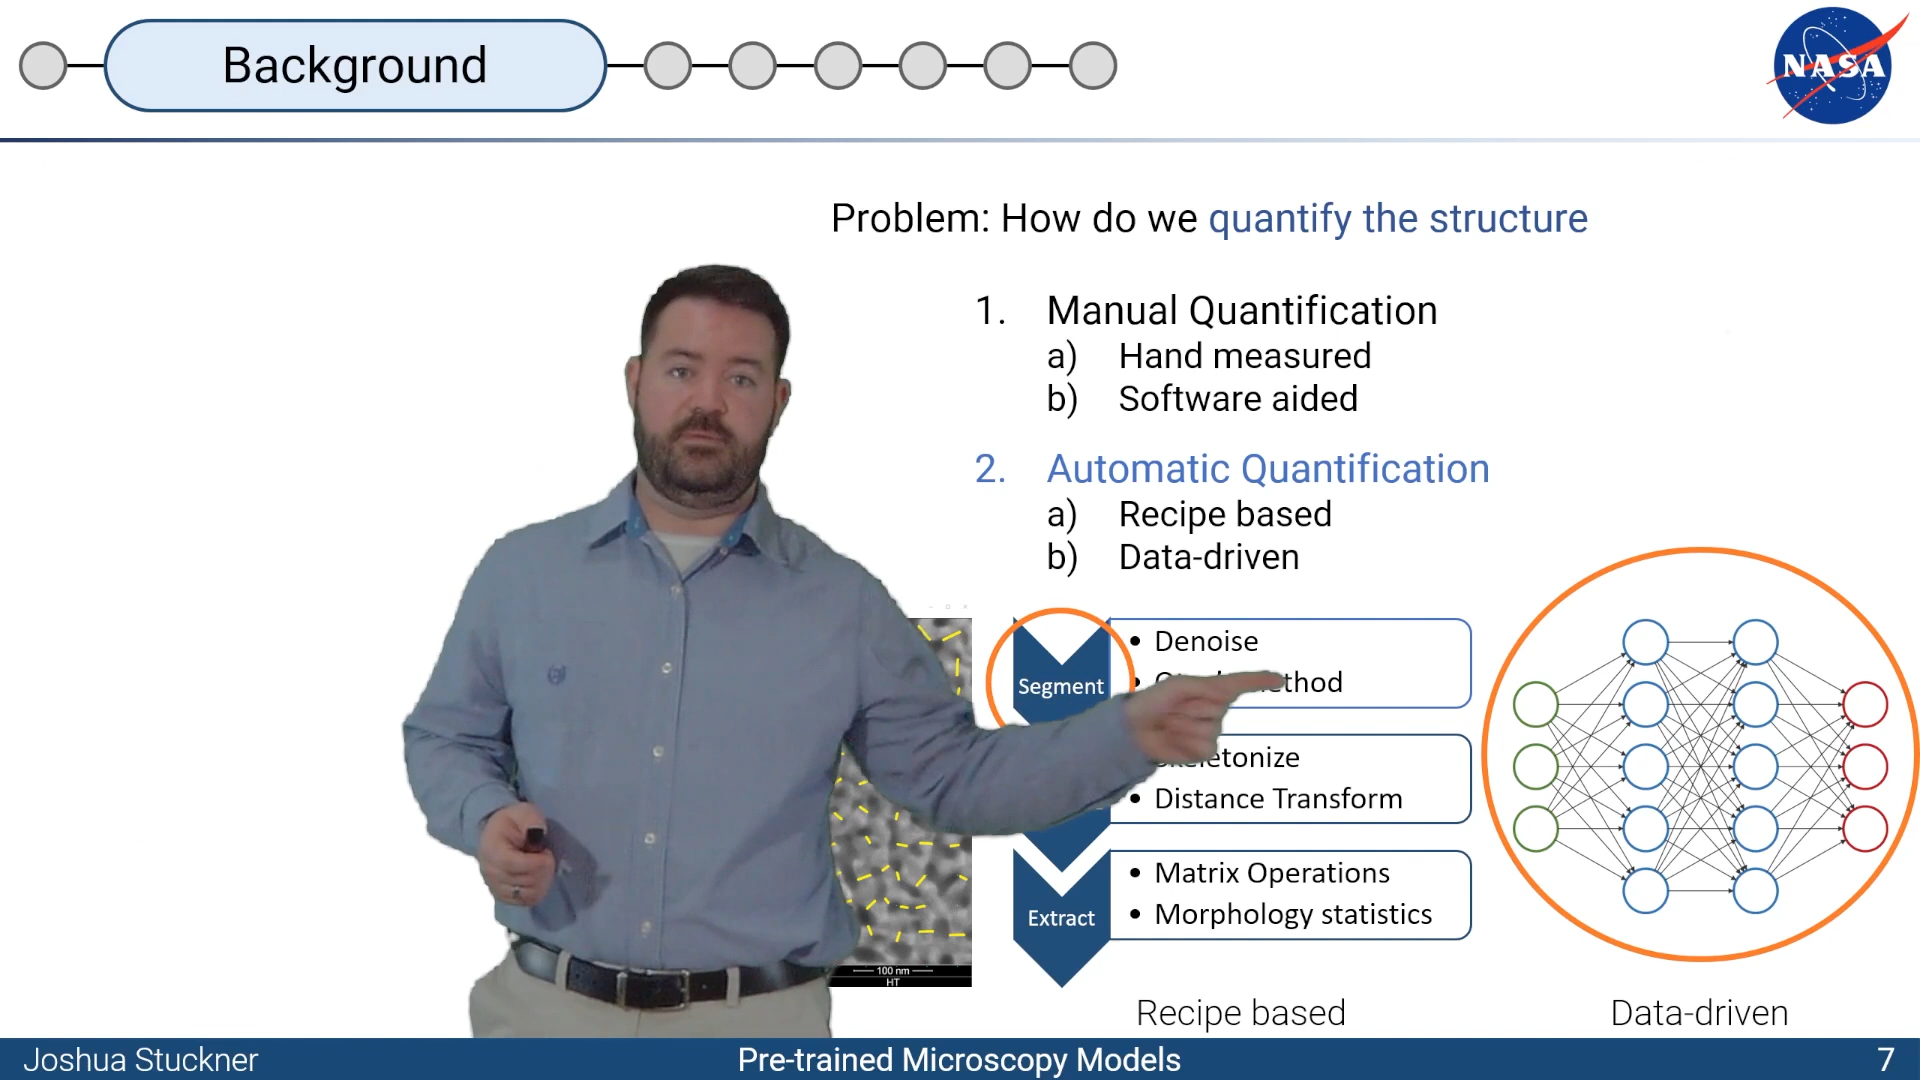 Background
NASA
Problem: How do we quantify the structure
1. Manual Quantification
a) Hand measured
b) Software aided
2. Automatic Quantification
a) Recipe based
b) Data-driven
Segment
• Denoise
• Distance Transform
Extract
• Matrix Operations
• Morphology statistics
100 nm
HT
Recipe based
Data-driven
Joshua Stuckner
Pre-trained Microscopy Models
7